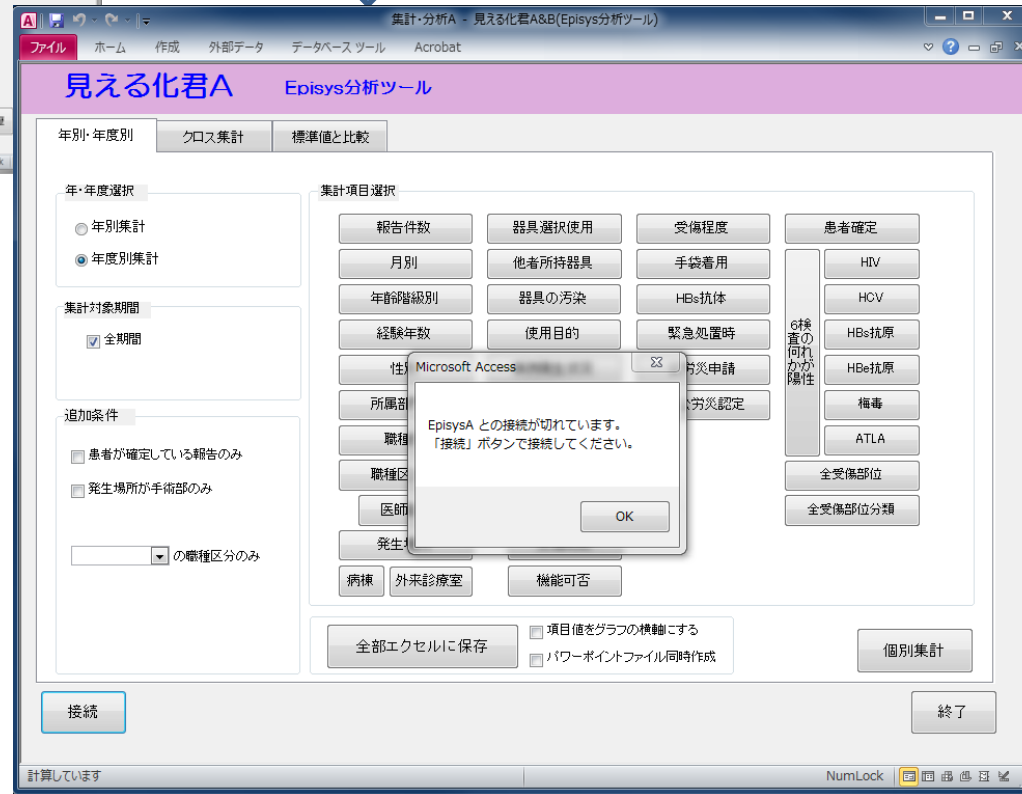 集計・分析A - 見える化君A&B(Episys分析ツール)
ファイル ホーム 作成 外部データ データベース ツール Acrobat
見える化君A Episys分析ツール
年別・年度別 クロス集計 標準値と比較
年・年度選択
年別集計
年度別集計
集計対象期間
全期間
追加条件
患者が確定している報告のみ
発生場所が手術部のみ
の職種区分のみ
集計項目選択
報告件数 器具選択使用 受傷程度 患者確定
月別 他者所持器具 手袋着用 HIV
年齢階級別 器具の汚染 HBs抗体 HCV
経験年数 使用目的 緊急処置時 HBs抗原
6検査の何れかが陽性
性 労災申請 HBe抗原
所属部 労災認定 梅毒
職種 ATLA
職種区 全受傷部位
医師 全受傷部位分類
発生
病棟 外来診療室 機能可否
Microsoft Access
EpisysA との接続が切れています。
「接続」ボタンで接続してください。
OK
全部エクセルに保存
項目値をグラフの横軸にする
パワーポイントファイル同時作成
個別集計
接続 終了
計算しています NumLock